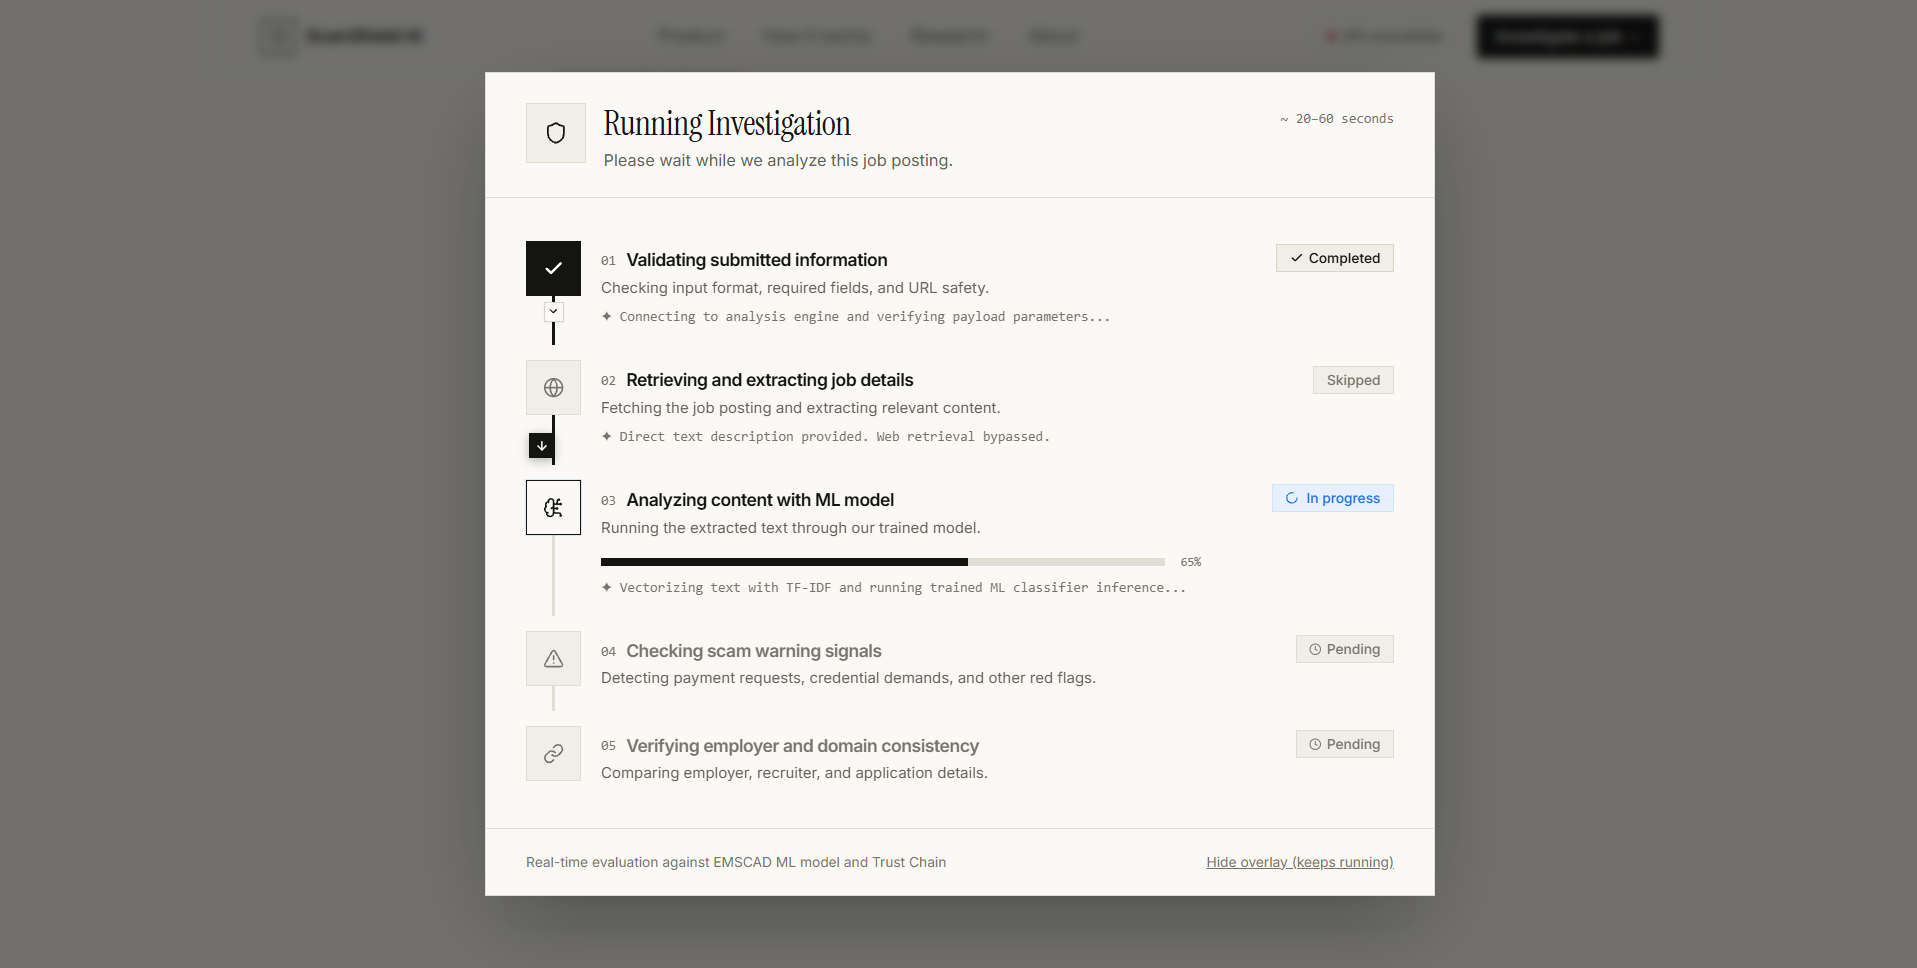 Product How it works Research About
Running Investigation
~ 20–60 seconds
Please wait while we analyze this job posting.
01 Validating submitted information
Completed
Checking input format, required fields, and URL safety.
✦ Connecting to analysis engine and verifying payload parameters...
02 Retrieving and extracting job details
Skipped
Fetching the job posting and extracting relevant content.
✦ Direct text description provided. Web retrieval bypassed.
03 Analyzing content with ML model
In progress
Running the extracted text through our trained model.
65%
✦ Vectorizing text with TF-IDF and running trained ML classifier inference...
04 Checking scam warning signals
Pending
Detecting payment requests, credential demands, and other red flags.
05 Verifying employer and domain consistency
Pending
Comparing employer, recruiter, and application details.
Real-time evaluation against EMSCAD ML model and Trust Chain
Hide overlay (keeps running)